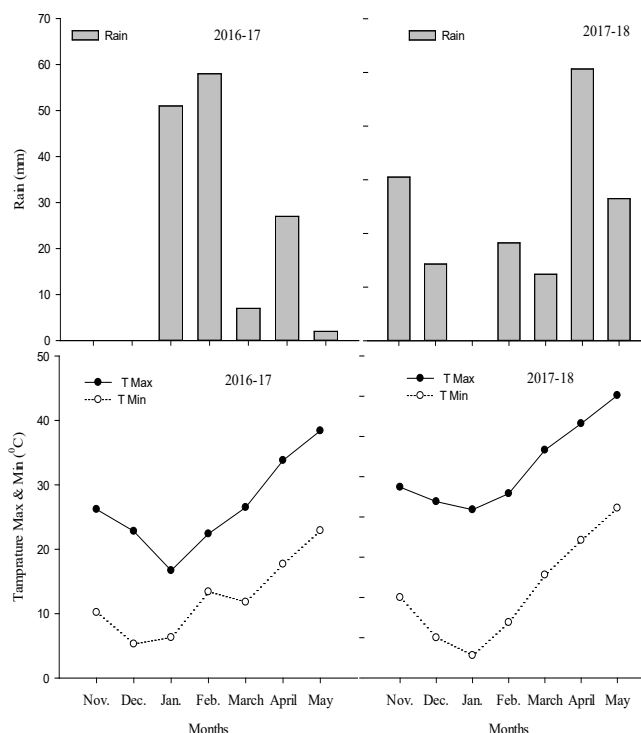 70
60
50
40
30
20
10
0
Rain (mm)
Rain
2016-17
Rain
2017-18
50
40
30
20
10
0
Tamprature Max & Min (⁰C)
T Max
T Min
2016-17
T Max
T Min
2017-18
Nov. Dec. Jan. Feb. March April May
Months
Nov. Dec. Jan. Feb. March April May
Months